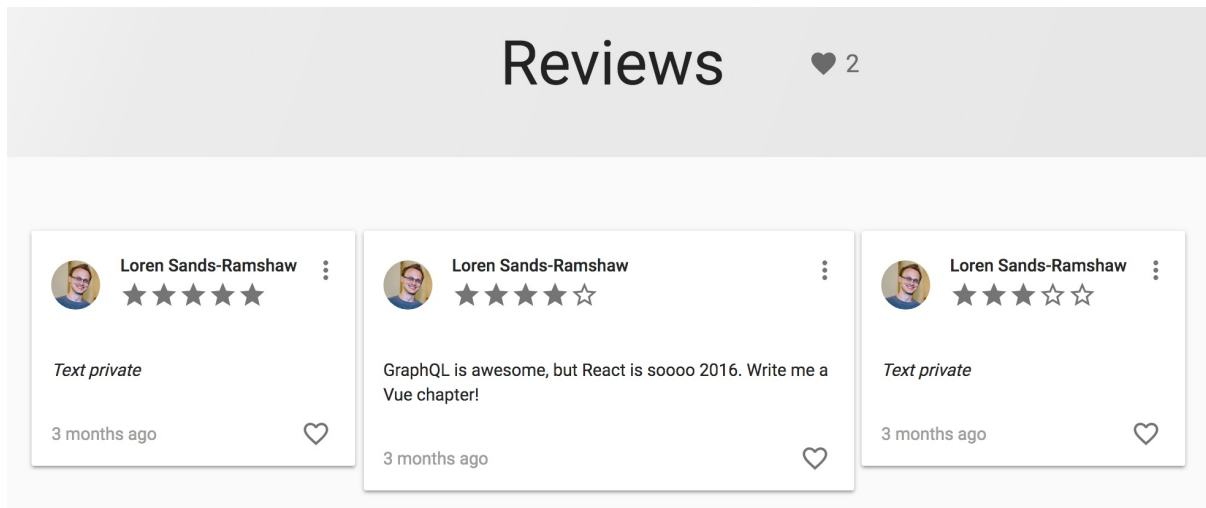 Reviews
2
Loren Sands-Ramshaw
Text private
3 months ago
Loren Sands-Ramshaw
GraphQL is awesome, but React is soooo 2016. Write me a
Vue chapter!
3 months ago
Loren Sands-Ramshaw
Text private
3 months ago